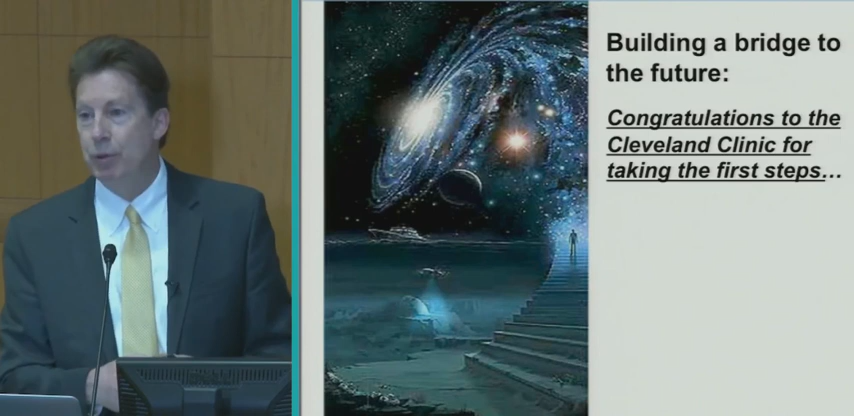 Building a bridge to
the future:
Congratulations to the
Cleveland Clinic for
taking the first steps...